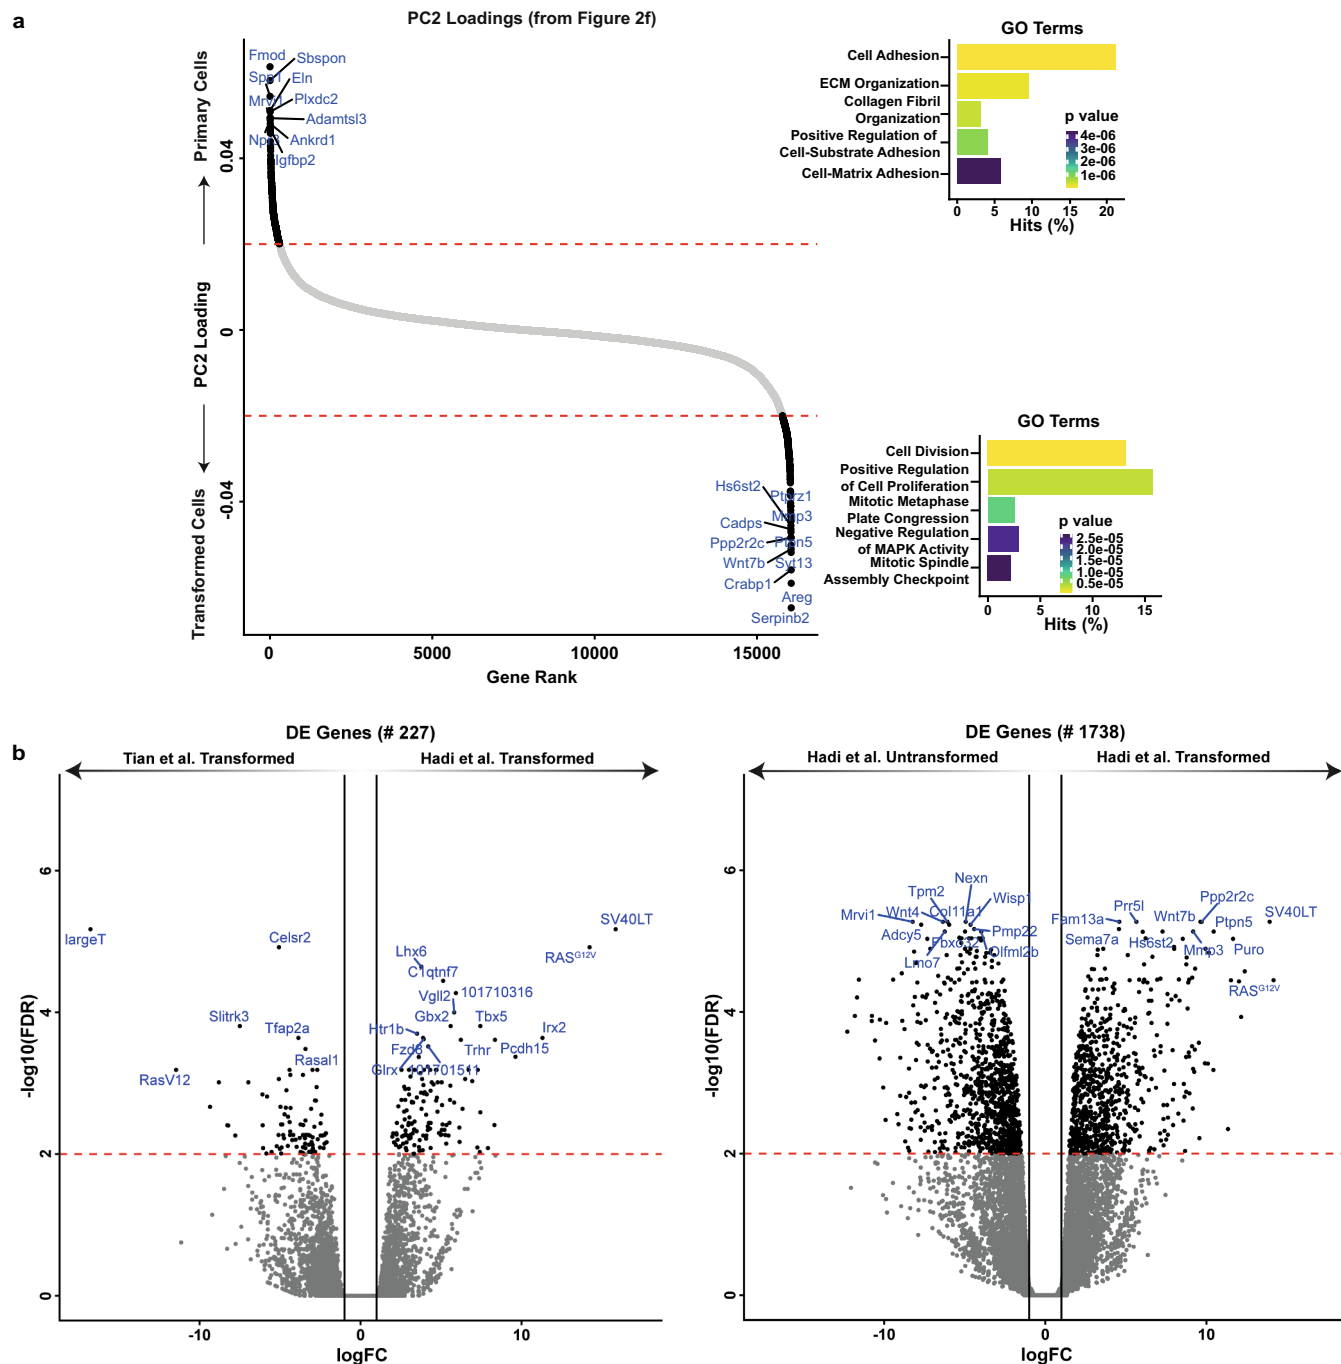 a
PC2 Loadings (from Figure 2f)
Primary Cells
PC2 Loading
Transformed Cells
0.04
0
-0.04
Fmod
Sbspon
Spp1
Eln
Mrvi1
Plxdc2
Adamtsl3
Npr3
Ankrd1
Igfbp2
Hs6st2
Ptprz1
Mmp3
Cadps
Ppp2r2c
Ptpn5
Wnt7b
Syt13
Crabp1
Areg
Serpinb2
0
5000
10000
15000
Gene Rank
GO Terms
Cell Adhesion
ECM Organization
Collagen Fibril
Organization
Positive Regulation of
Cell-Substrate Adhesion
Cell-Matrix Adhesion
p value
4e-06
3e-06
2e-06
1e-06
0
5
10
15
20
Hits (%)
GO Terms
Cell Division
Positive Regulation
of Cell Proliferation
Mitotic Metaphase
Plate Congression
Negative Regulation
of MAPK Activity
Mitotic Spindle
Assembly Checkpoint
p value
2.5e-05
2.0e-05
1.5e-05
1.0e-05
0.5e-05
0
5
10
15
Hits (%)
b
DE Genes (# 227)
Tian et al. Transformed
Hadi et al. Transformed
-log10(FDR)
6
4
2
0
largeT
Celsr2
SV40LT
RASG12V
Lhx6
C1qtnf7
Vgll2
101710316
Slitrk3
Tfap2a
Gbx2
Tbx5
Htr1b
Irx2
Rasal1
Fzd8
Trhr
Pcdh15
RasV12
Glrx
101701511
-10
0
10
logFC
DE Genes (# 1738)
Hadi et al. Untransformed
Hadi et al. Transformed
-log10(FDR)
6
4
2
0
Nexn
Tpm2
Wisp1
Mrvi1
Wnt4
Col11a1
Adcy5
Fbxo32
Pmp22
Lmo7
Olfml2b
Ppp2r2c
Prr5l
Fam13a
Wnt7b
Ptpn5
SV40LT
Sema7a
Hs6st2
Mmp3
Puro
RASG12V
-10
0
10
logFC